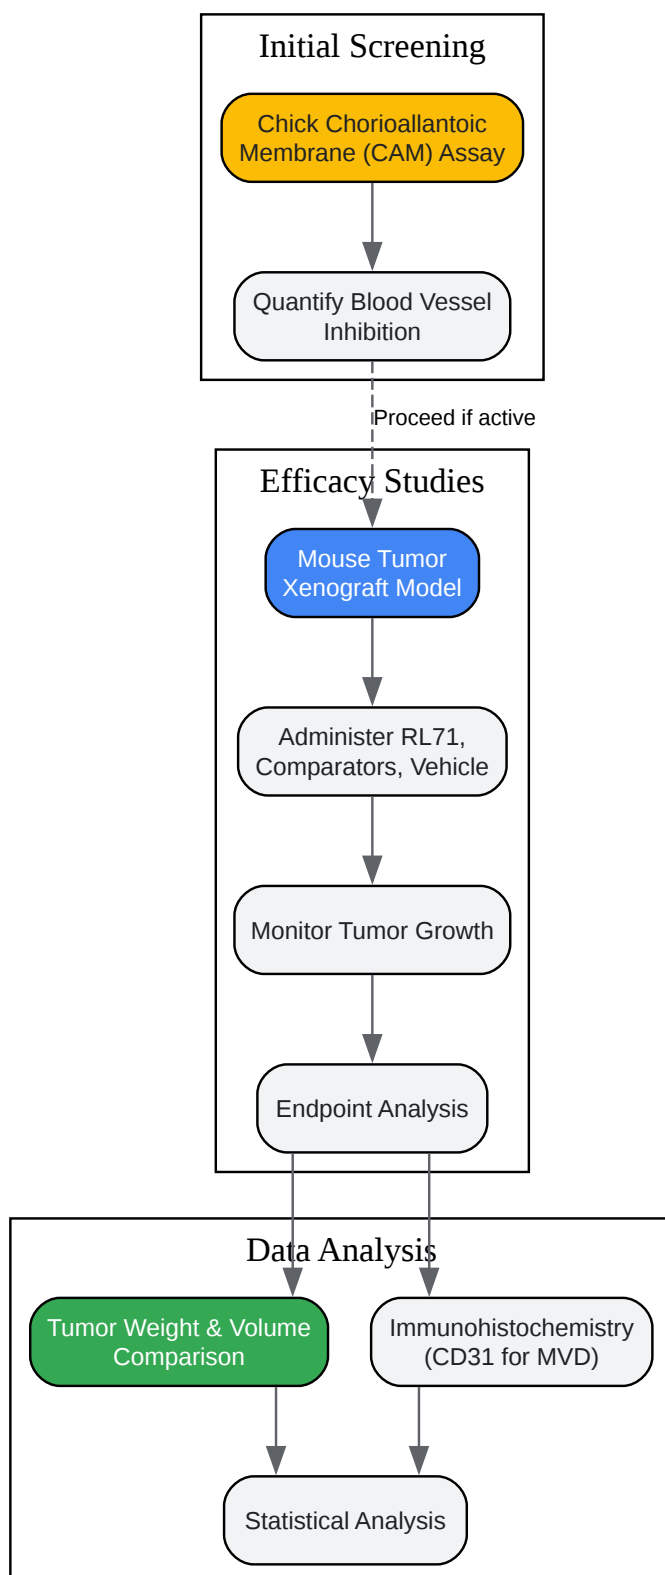 Initial Screening
Chick Chorioallantoic
Membrane (CAM) Assay
Quantify Blood Vessel
Inhibition
Proceed if active
Efficacy Studies
Mouse Tumor
Xenograft Model
Administer RL71,
Comparators, Vehicle
Monitor Tumor Growth
Endpoint Analysis
Data Analysis
Tumor Weight & Volume
Comparison
Immunohistochemistry
(CD31 for MVD)
Statistical Analysis